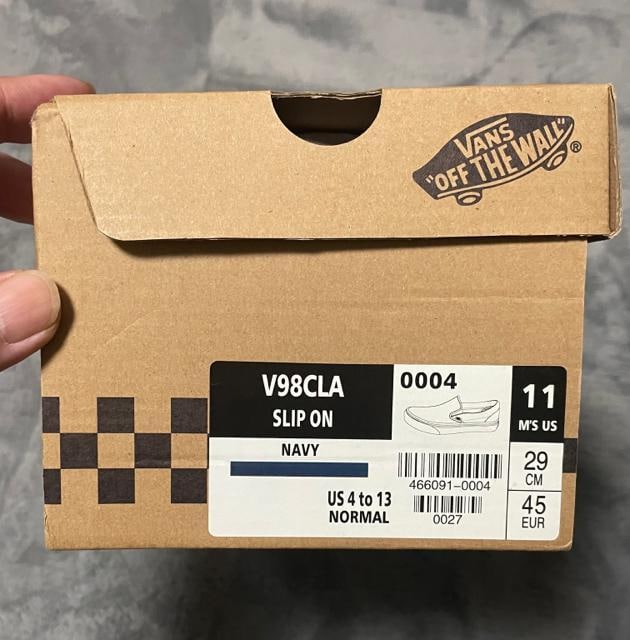 VANS
"OFF THE WALL"
®
V98CLA
SLIP ON
0004
11
M'S US
NAVY
29
CM
466091-0004
US 4 to 13
NORMAL
0027
45
EUR